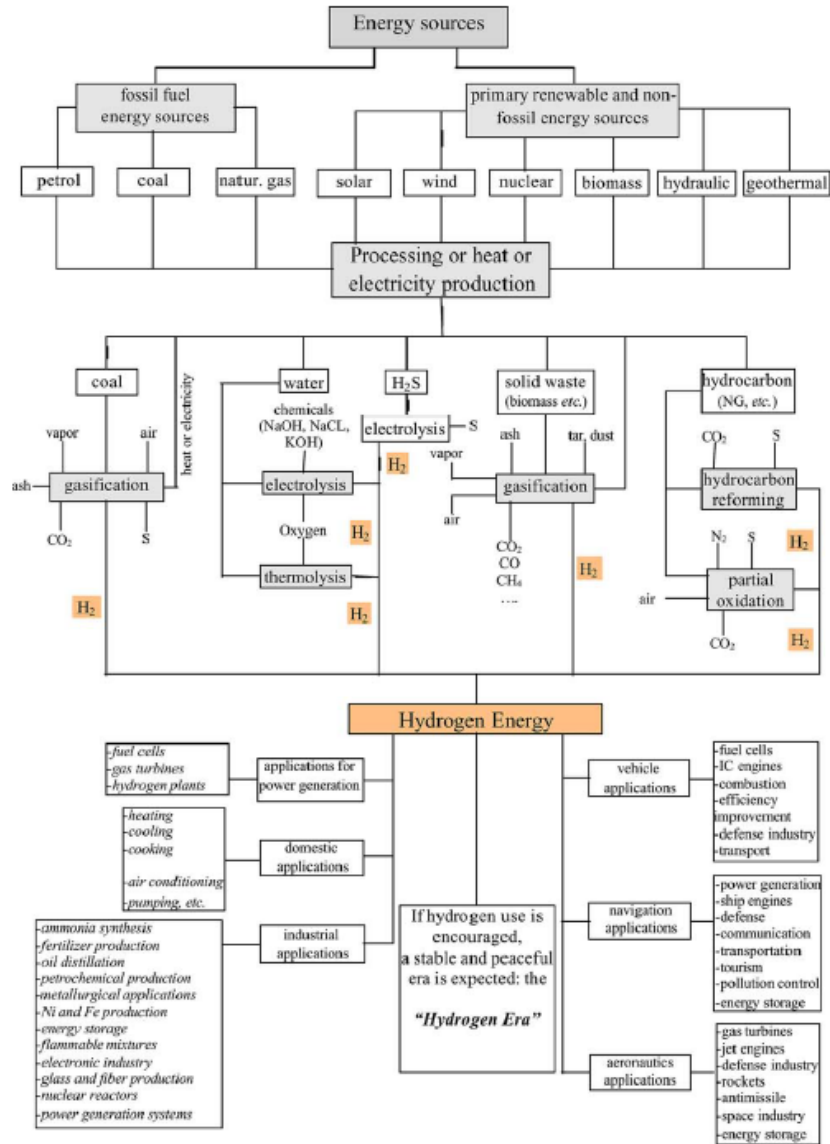 Energy sources
fossil fuel
energy sources
primary renewable and non-
fossil energy sources
petrol
coal
natur. gas
solar
wind
nuclear
biomass
hydraulic
geothermal
Processing or heat or
electricity production
coal
heat or electricity
water
H₂S
solid waste
(biomass etc.)
hydrocarbon
(NG, etc.)
vapor
air
ash
gasification
CO₂
S
H₂
chemicals
(NaOH, NaCL,
KOH)
electrolysis
Oxygen
H₂
thermolysis
H₂
electrolysis
S
H₂
ash
tar, dust
vapor
gasification
air
CO₂
CO
CH₄
....
H₂
CO₂
S
hydrocarbon
reforming
H₂
N₂
S
air
partial
oxidation
CO₂
H₂
Hydrogen Energy
-fuel cells
-gas turbines
-hydrogen plants
applications for
power generation
-heating
-cooling
-cooking
-air conditioning
-pumping, etc.
domestic
applications
-ammonia synthesis
-fertilizer production
-oil distillation
-petrochemical production
-metallurgical applications
-Ni and Fe production
-energy storage
-flammable mixtures
-electronic industry
-glass and fiber production
-nuclear reactors
-power generation systems
industrial
applications
If hydrogen use is
encouraged,
a stable and peaceful
era is expected: the
“Hydrogen Era”
vehicle
applications
-fuel cells
-IC engines
-combustion
-efficiency
improvement
-defense industry
-transport
navigation
applications
-power generation
-ship engines
-defense
-communication
-transportation
-tourism
-pollution control
-energy storage
aeronautics
applications
-gas turbines
-jet engines
-defense industry
-rockets
-antimissile
-space industry
-energy storage